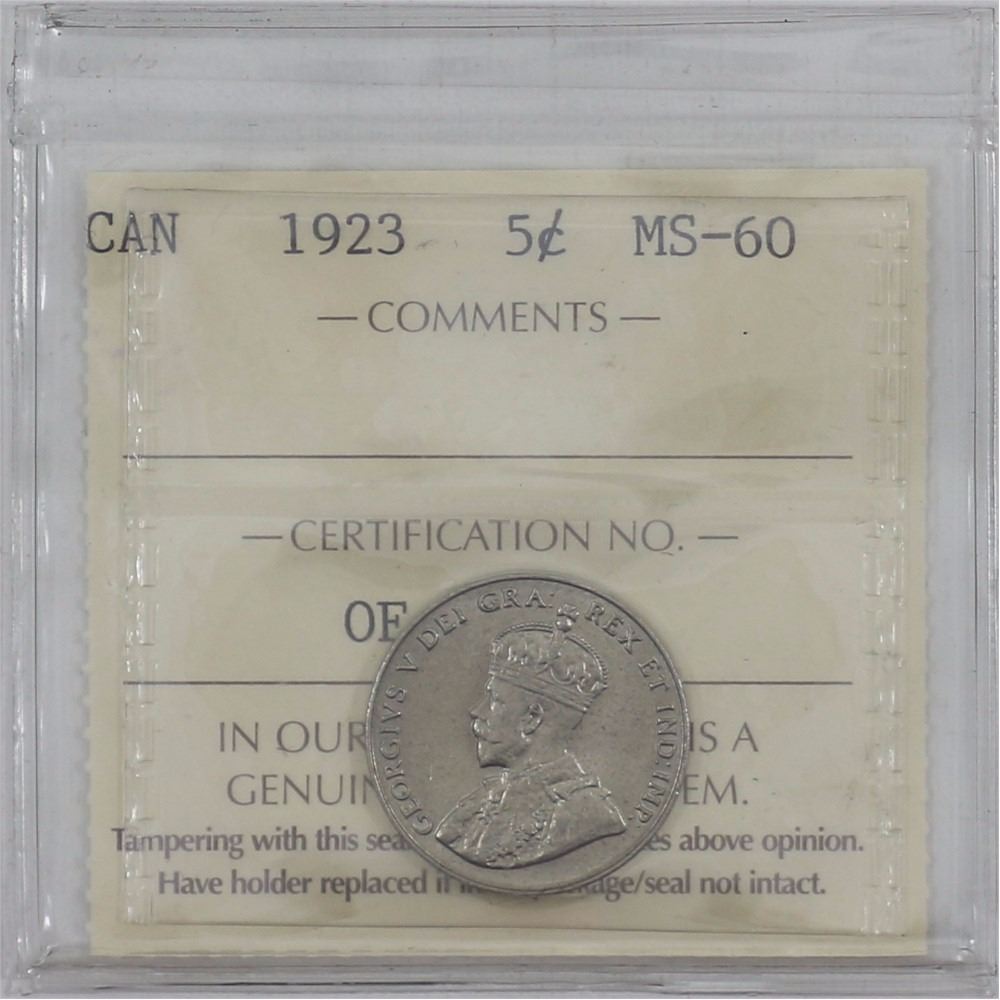 CAN 1923 5¢ MS-60
— COMMENTS —
— CERTIFICATION NO. —
OF
GEORGIVS V DEI GRA: REX ET IND: IMP:
IN OUR IS A
GENUIN EM.
Tampering with this sea es above opinion.
Have holder replaced if age/seal not intact.